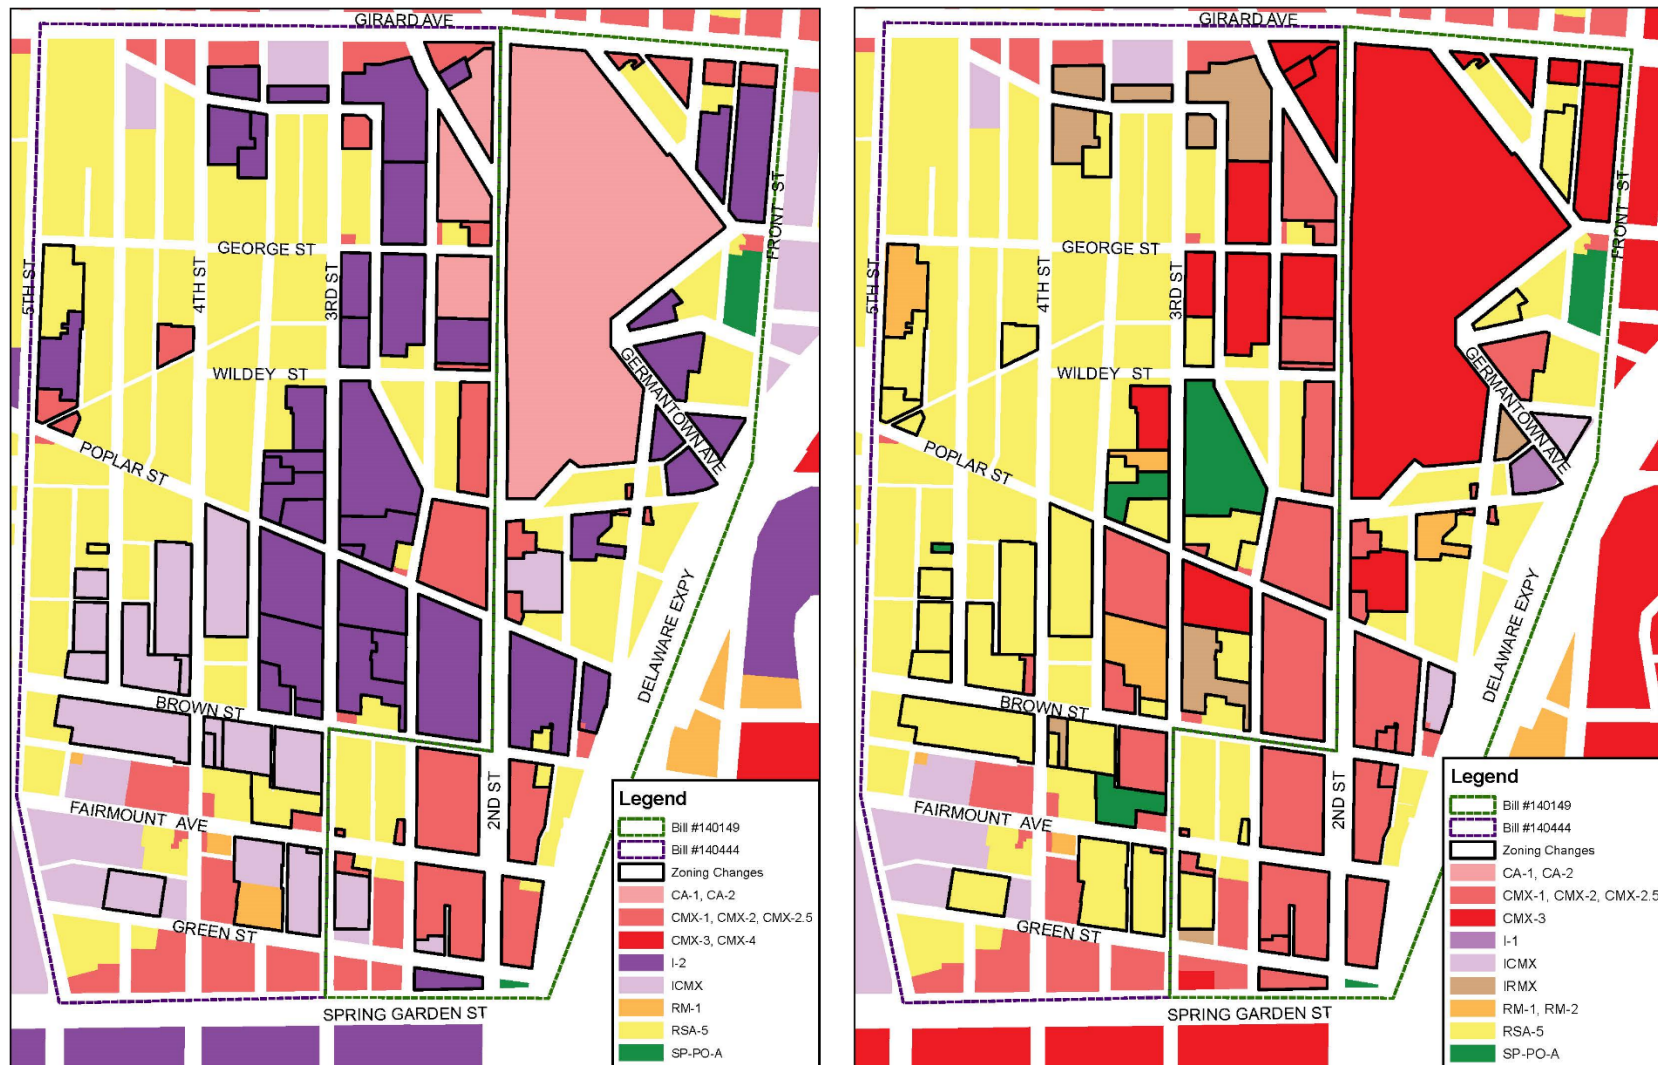 GIRARD AVE
FRONT ST
GEORGE ST
5TH ST
4TH ST
3RD ST
WILDEY ST
GERMANTOWN AVE
POPLAR ST
DELAWARE EXPY
BROWN ST
2ND ST
FAIRMOUNT AVE
GREEN ST
SPRING GARDEN ST
Legend
Bill #140149
Bill #140444
Zoning Changes
CA-1, CA-2
CMX-1, CMX-2, CMX-2.5
CMX-3, CMX-4
I-2
ICMX
RM-1
RSA-5
SP-PO-A
GIRARD AVE
FRONT ST
GEORGE ST
5TH ST
4TH ST
3RD ST
WILDEY ST
GERMANTOWN AVE
POPLAR ST
DELAWARE EXPY
BROWN ST
2ND ST
FAIRMOUNT AVE
GREEN ST
SPRING GARDEN ST
Legend
Bill #140149
Bill #140444
Zoning Changes
CA-1, CA-2
CMX-1, CMX-2, CMX-2.5
CMX-3
I-1
ICMX
IRMX
RM-1, RM-2
RSA-5
SP-PO-A